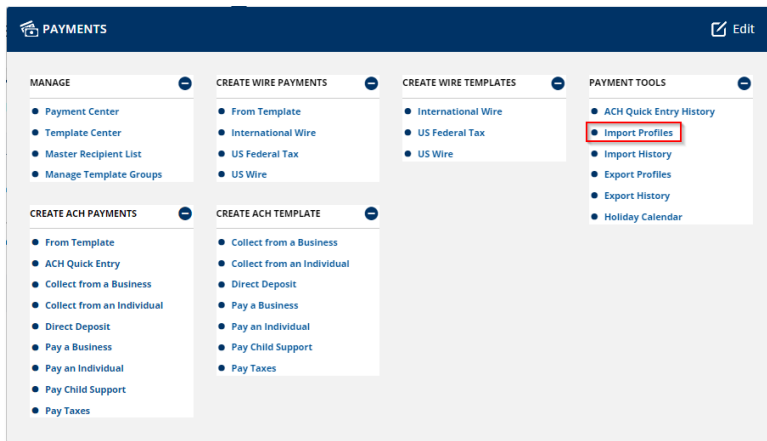 PAYMENTS
Edit
MANAGE
Payment Center
Template Center
Master Recipient List
Manage Template Groups
CREATE WIRE PAYMENTS
From Template
International Wire
US Federal Tax
US Wire
CREATE WIRE TEMPLATES
International Wire
US Federal Tax
US Wire
PAYMENT TOOLS
ACH Quick Entry History
Import Profiles
Import History
Export Profiles
Export History
Holiday Calendar
CREATE ACH PAYMENTS
From Template
ACH Quick Entry
Collect from a Business
Collect from an Individual
Direct Deposit
Pay a Business
Pay an Individual
Pay Child Support
Pay Taxes
CREATE ACH TEMPLATE
Collect from a Business
Collect from an Individual
Direct Deposit
Pay a Business
Pay an Individual
Pay Child Support
Pay Taxes